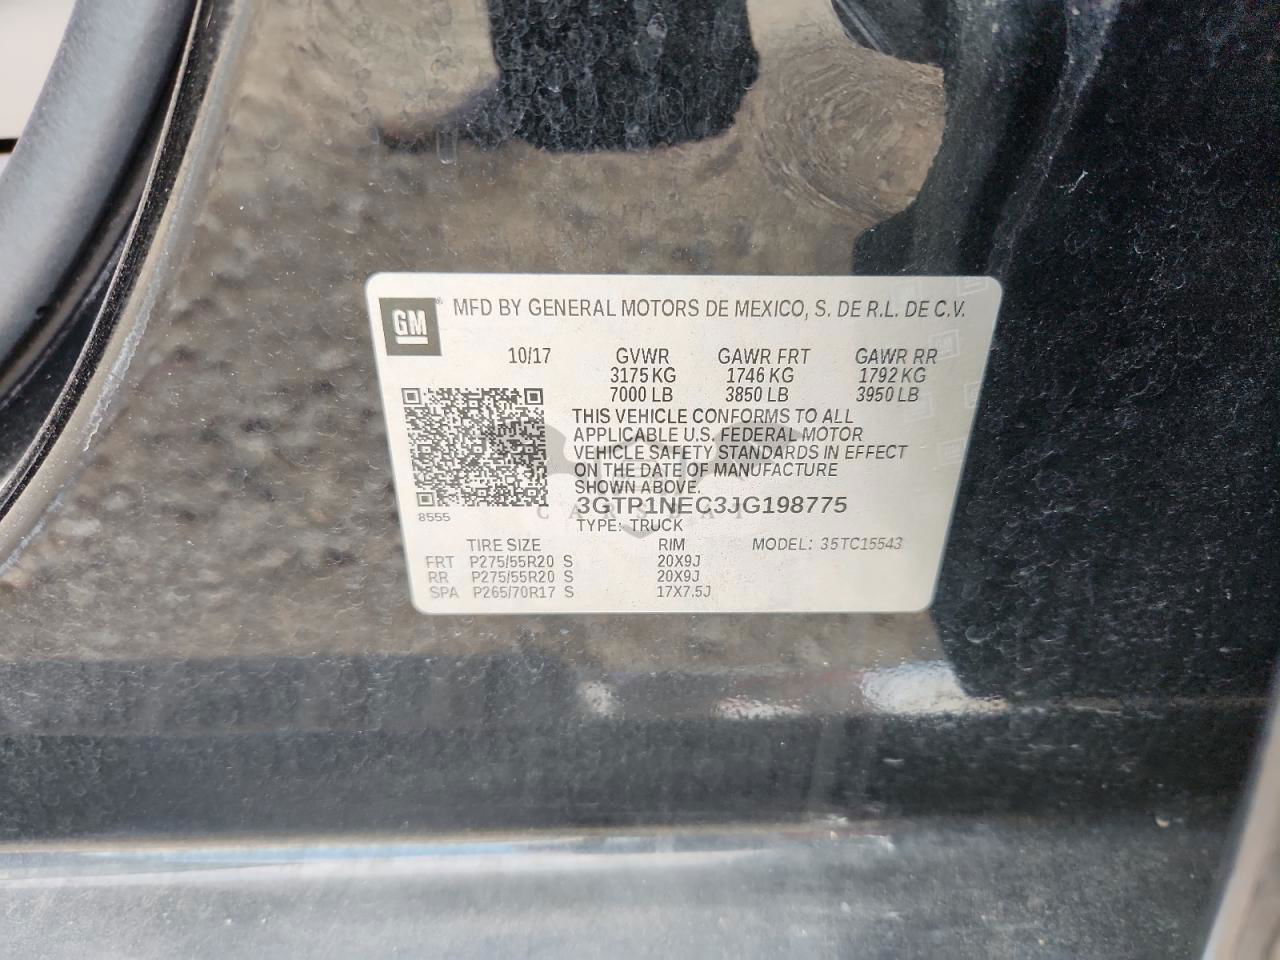 GM
MFD BY GENERAL MOTORS DE MEXICO, S. DE R.L. DE C.V.
10/17 GVWR GAWR FRT GAWR RR
3175 KG 1746 KG 1792 KG
7000 LB 3850 LB 3950 LB
THIS VEHICLE CONFORMS TO ALL
APPLICABLE U.S. FEDERAL MOTOR
VEHICLE SAFETY STANDARDS IN EFFECT
ON THE DATE OF MANUFACTURE
SHOWN ABOVE.
3GTP1NEC3JG198775
8555
TYPE: TRUCK
TIRE SIZE RIM MODEL: 35TC15543
FRT P275/55R20 S 20X9J
RR P275/55R20 S 20X9J
SPA P265/70R17 S 17X7.5J